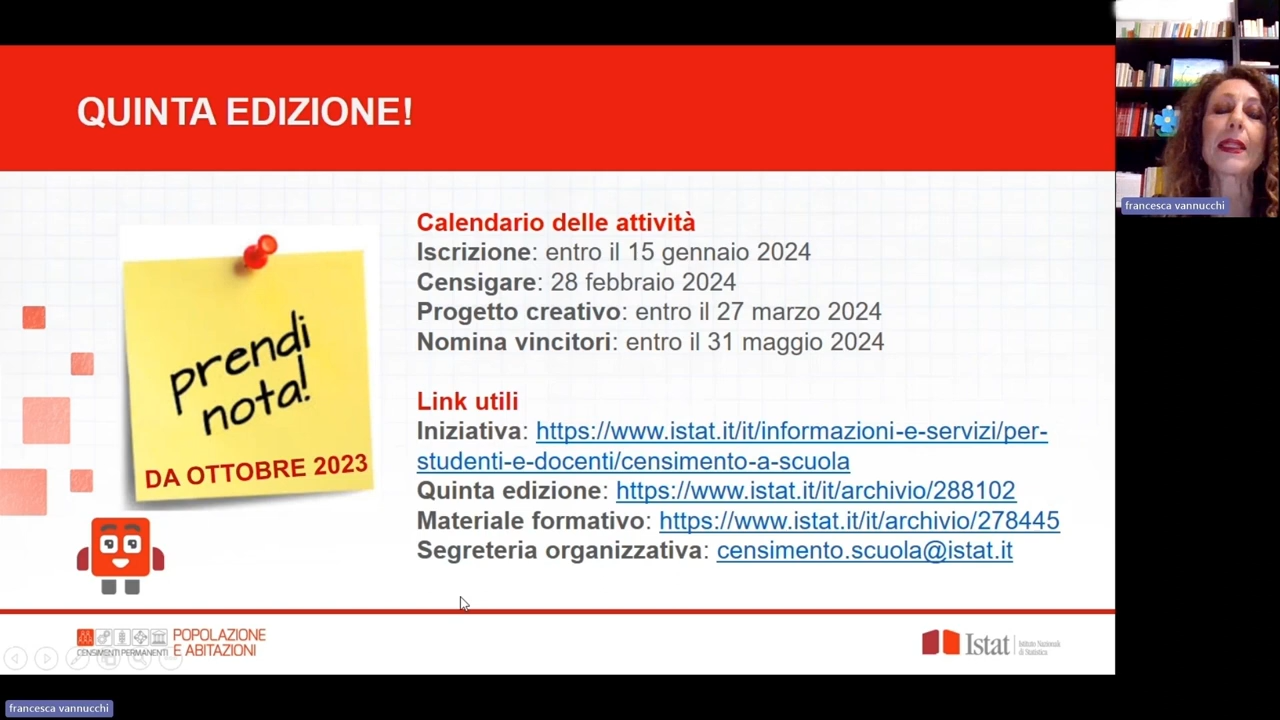 QUINTA EDIZIONE!
francesca vannucchi
prendi
nota!
DA OTTOBRE 2023
Calendario delle attività
Iscrizione: entro il 15 gennaio 2024
Censigare: 28 febbraio 2024
Progetto creativo: entro il 27 marzo 2024
Nomina vincitori: entro il 31 maggio 2024
Link utili
Iniziativa: https://www.istat.it/it/informazioni-e-servizi/per-
studenti-e-docenti/censimento-a-scuola
Quinta edizione: https://www.istat.it/it/archivio/288102
Materiale formativo: https://www.istat.it/it/archivio/278445
Segreteria organizzativa: censimento.scuola@istat.it
CENSIMENTI PERMANENTI
POPOLAZIONE
E ABITAZIONI
Istat
Istituto Nazionale
di Statistica
francesca vannucchi